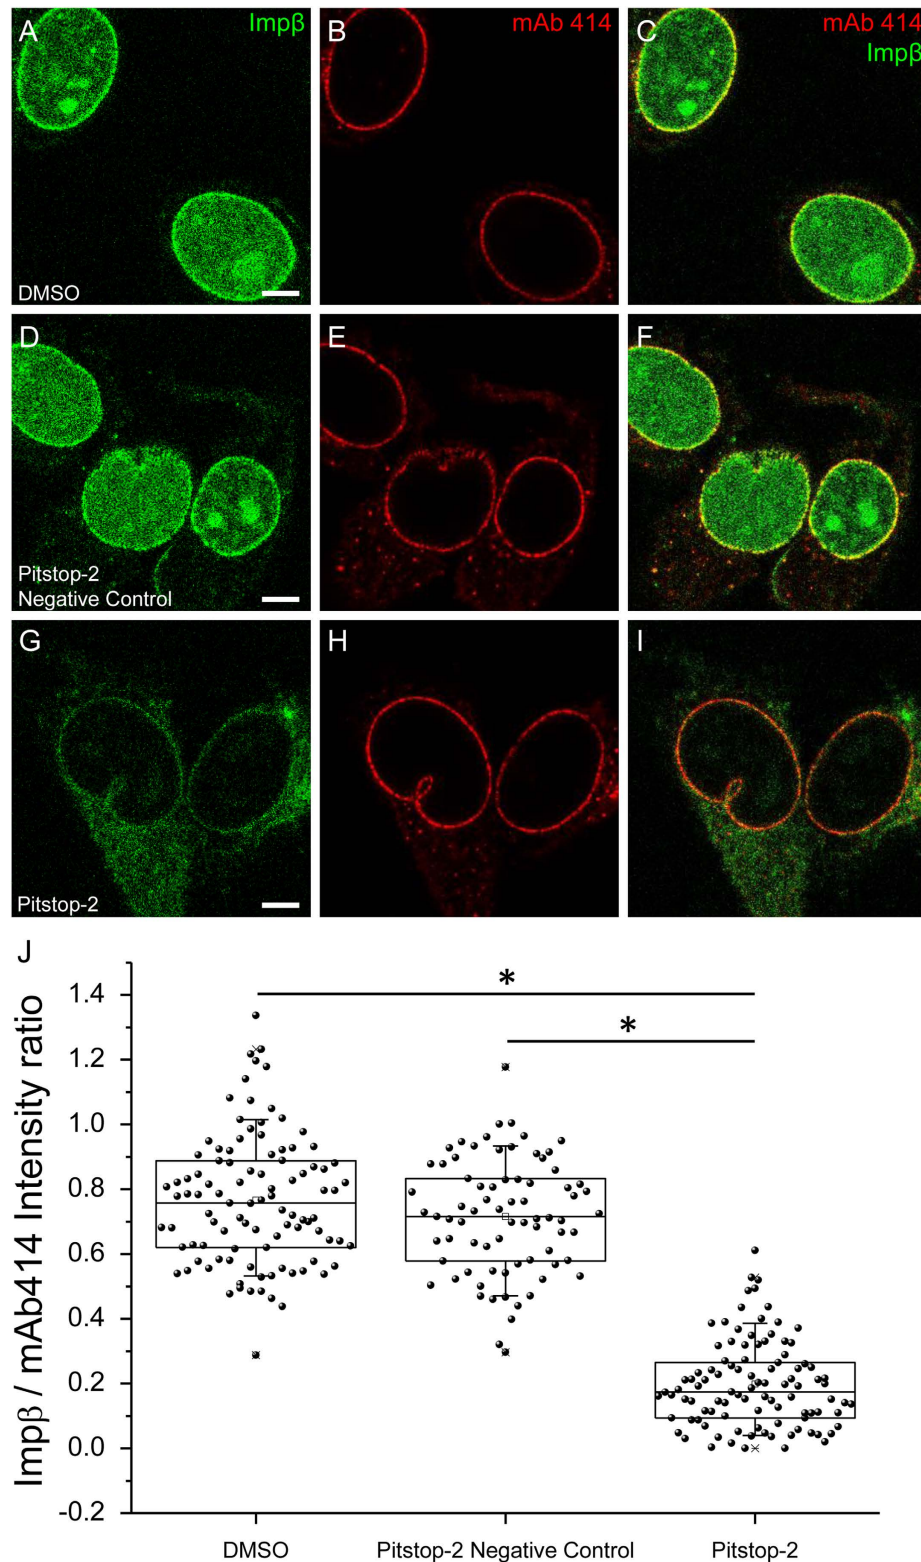 A Impβ
B mAb 414
C mAb 414
Impβ
DMSO
D
E
F
Pitstop-2
Negative Control
G
H
I
Pitstop-2
J
*
*
Impβ / mAb414 Intensity ratio
1.4
1.2
1.0
0.8
0.6
0.4
0.2
0.0
-0.2
DMSO Pitstop-2 Negative Control Pitstop-2